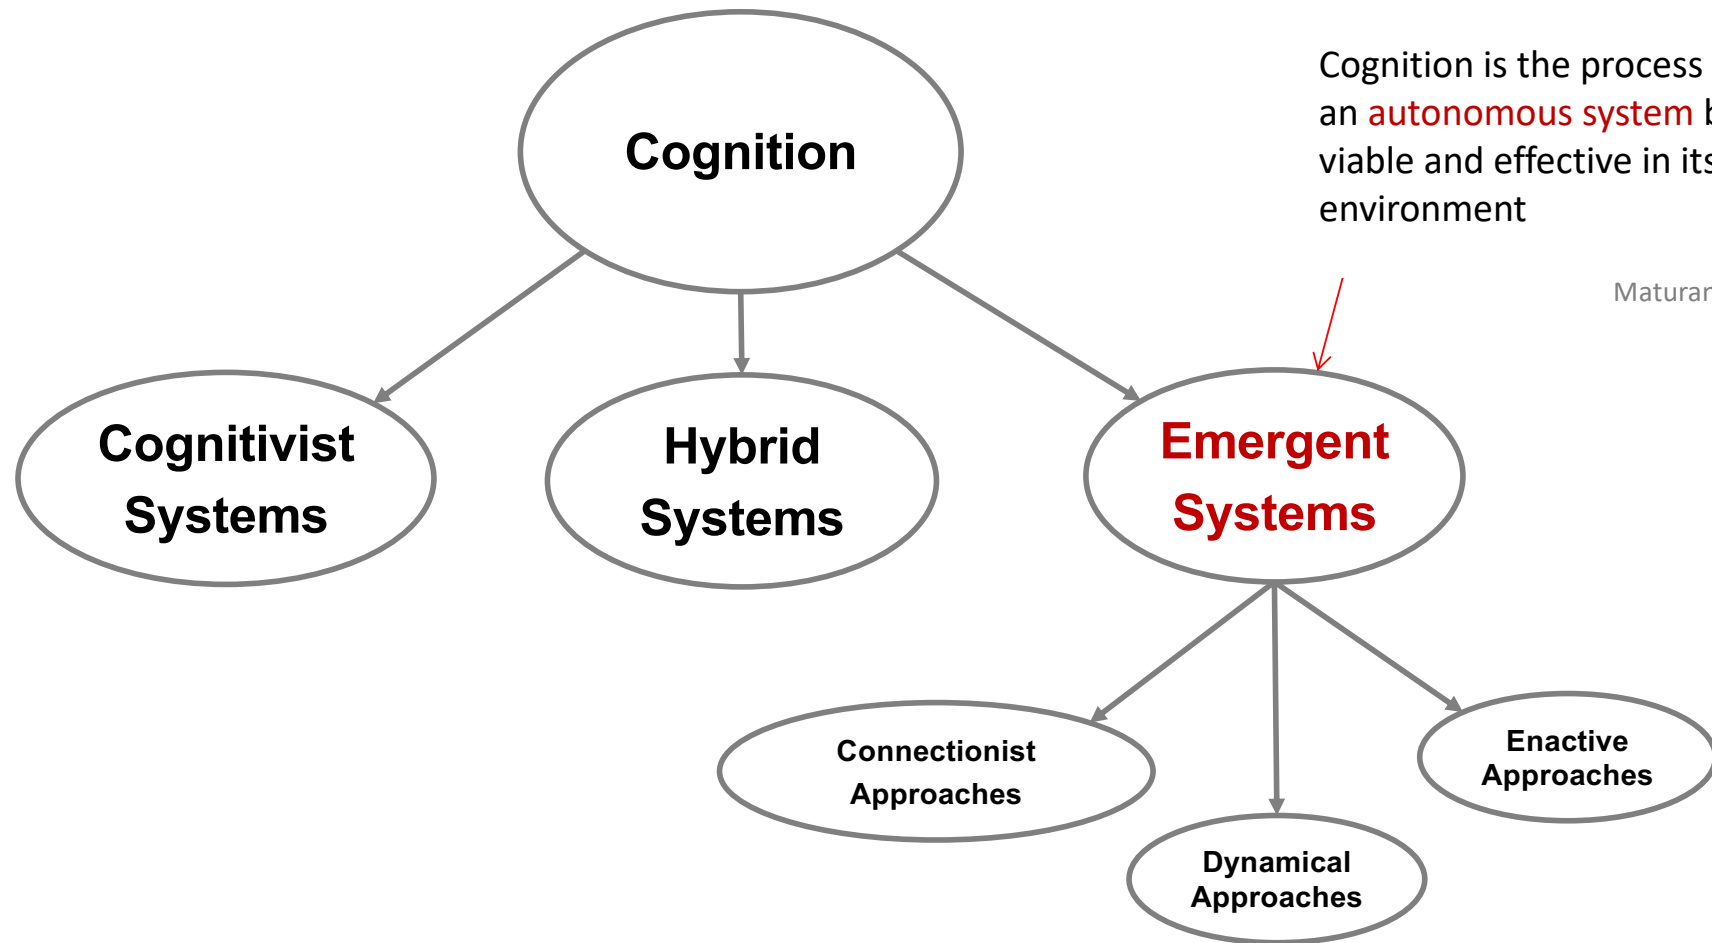 Cognition is the process
an autonomous system
viable and effective in its
environment
Cognition
Cognitivist
Systems
Hybrid
Systems
Emergent
Systems
Connectionist
Approaches
Enactive
Approaches
Dynamical
Approaches